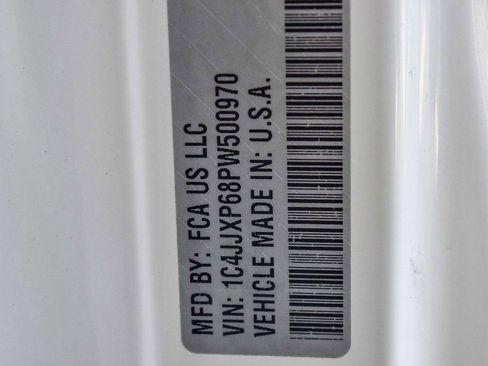 MFD BY: FCA US LLC
VIN: 1C4JJXP68PW500970
VEHICLE MADE IN: U.S.A.